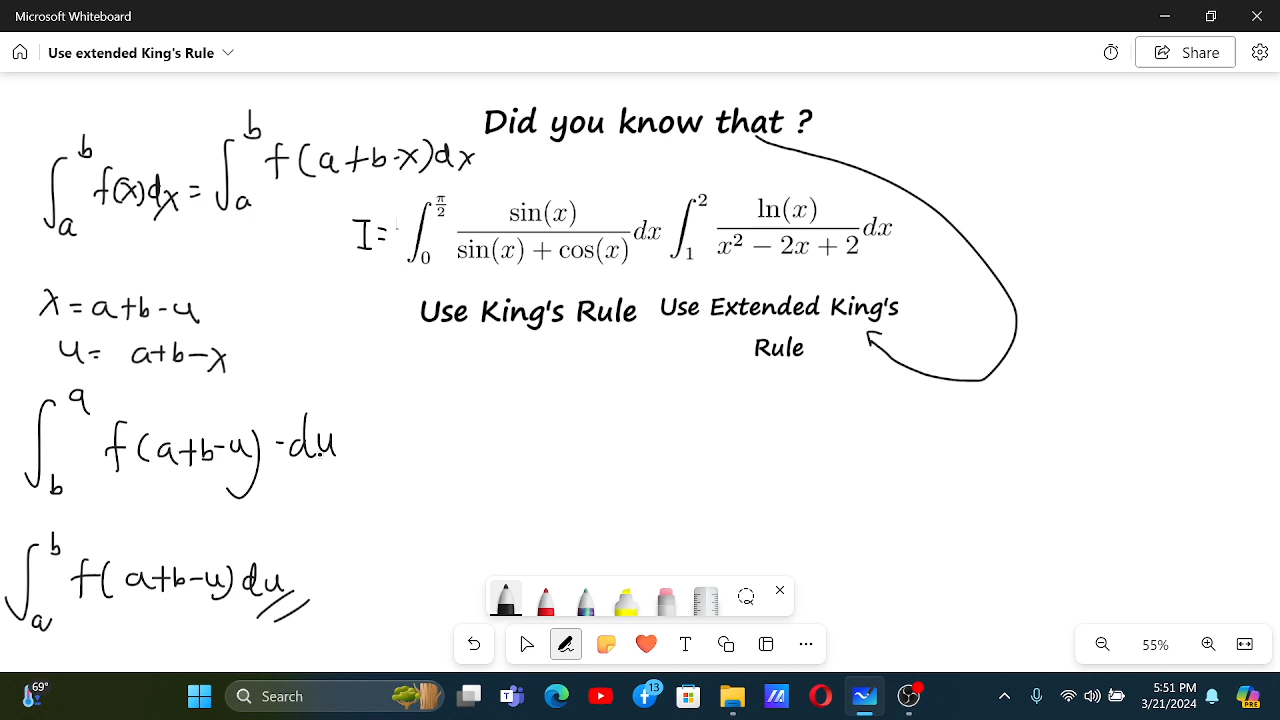 Microsoft Whiteboard
Use extended King's Rule
Share
Did you know that ?
∫_a^b f(x)dx = ∫_a^b f(a+b-x)dx
I = ∫_0^{π/2} sin(x)/(sin(x) + cos(x)) dx ∫_1^2 ln(x)/(x² − 2x + 2) dx
Use King's Rule
Use Extended King's
Rule
x = a+b-u
u = a+b-x
∫_b^a f(a+b-u) -du
∫_a^b f(a+b-u) du
55%
69°
Search
13
5:51 PM
3/21/2024
PRE